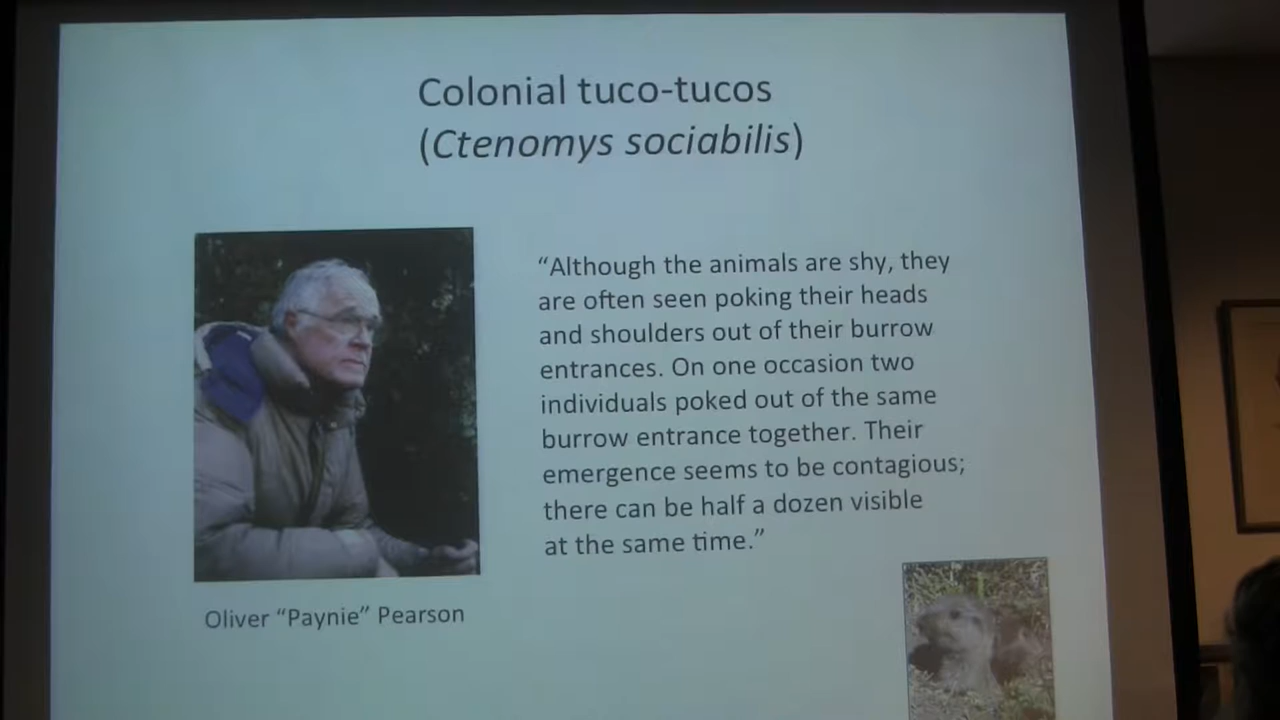 Colonial tuco-tucos
(Ctenomys sociabilis)
“Although the animals are shy, they
are often seen poking their heads
and shoulders out of their burrow
entrances. On one occasion two
individuals poked out of the same
burrow entrance together. Their
emergence seems to be contagious;
there can be half a dozen visible
at the same time.”
Oliver “Paynie” Pearson